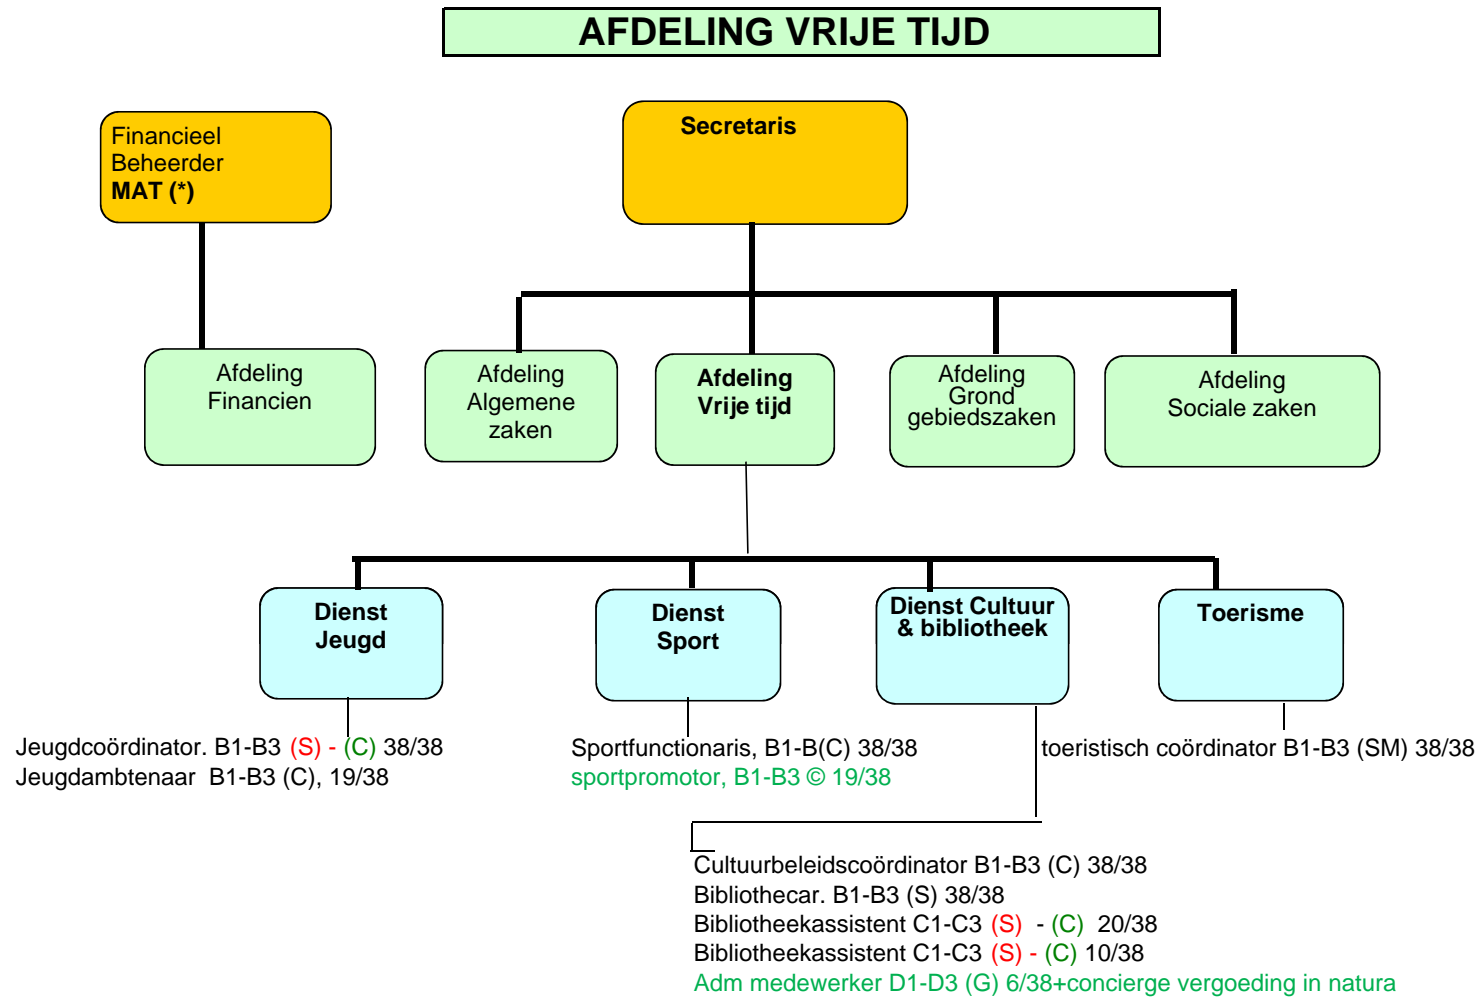 AFDELING VRIJE TIJD
Financieel
Beheerder
MAT (*)
Secretaris
Afdeling
Financien
Afdeling
Algemene
zaken
Afdeling
Vrije tijd
Afdeling
Grond
gebiedszaken
Afdeling
Sociale zaken
Dienst
Jeugd
Dienst
Sport
Dienst Cultuur
& bibliotheek
Toerisme
Jeugdcoördinator. B1-B3 (S) - (C) 38/38
Jeugdambtenaar B1-B3 (C), 19/38
Sportfunctionaris, B1-B(C) 38/38
sportpromotor, B1-B3 © 19/38
toeristisch coördinator B1-B3 (SM) 38/38
Cultuurbeleidscoördinator B1-B3 (C) 38/38
Bibliothecar. B1-B3 (S) 38/38
Bibliotheekassistent C1-C3 (S) - (C) 20/38
Bibliotheekassistent C1-C3 (S) - (C) 10/38
Adm medewerker D1-D3 (G) 6/38+concierge vergoeding in natura